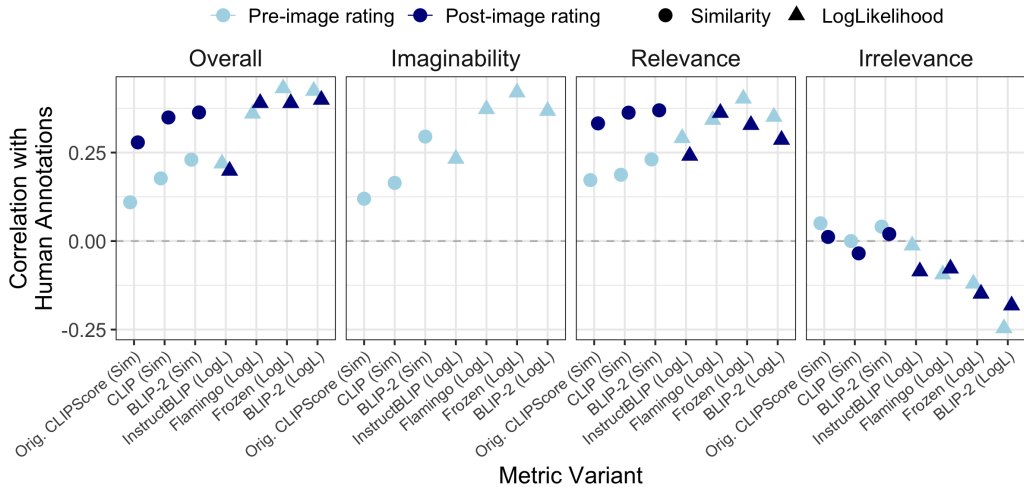 Pre-image rating Post-image rating Similarity LogLikelihood
Overall Imaginability Relevance Irrelevance
Correlation with
Human Annotations
0.25
0.00
-0.25
Orig. CLIPScore (Sim)
CLIP (Sim)
BLIP-2 (Sim)
InstructBLIP (LogL)
Flamingo (LogL)
Frozen (LogL)
BLIP-2 (LogL)
Orig. CLIPScore (Sim)
CLIP (Sim)
BLIP-2 (Sim)
InstructBLIP (LogL)
Flamingo (LogL)
Frozen (LogL)
BLIP-2 (LogL)
Orig. CLIPScore (Sim)
CLIP (Sim)
BLIP-2 (Sim)
InstructBLIP (LogL)
Flamingo (LogL)
Frozen (LogL)
BLIP-2 (LogL)
Orig. CLIPScore (Sim)
CLIP (Sim)
BLIP-2 (Sim)
InstructBLIP (LogL)
Flamingo (LogL)
Frozen (LogL)
BLIP-2 (LogL)
Metric Variant